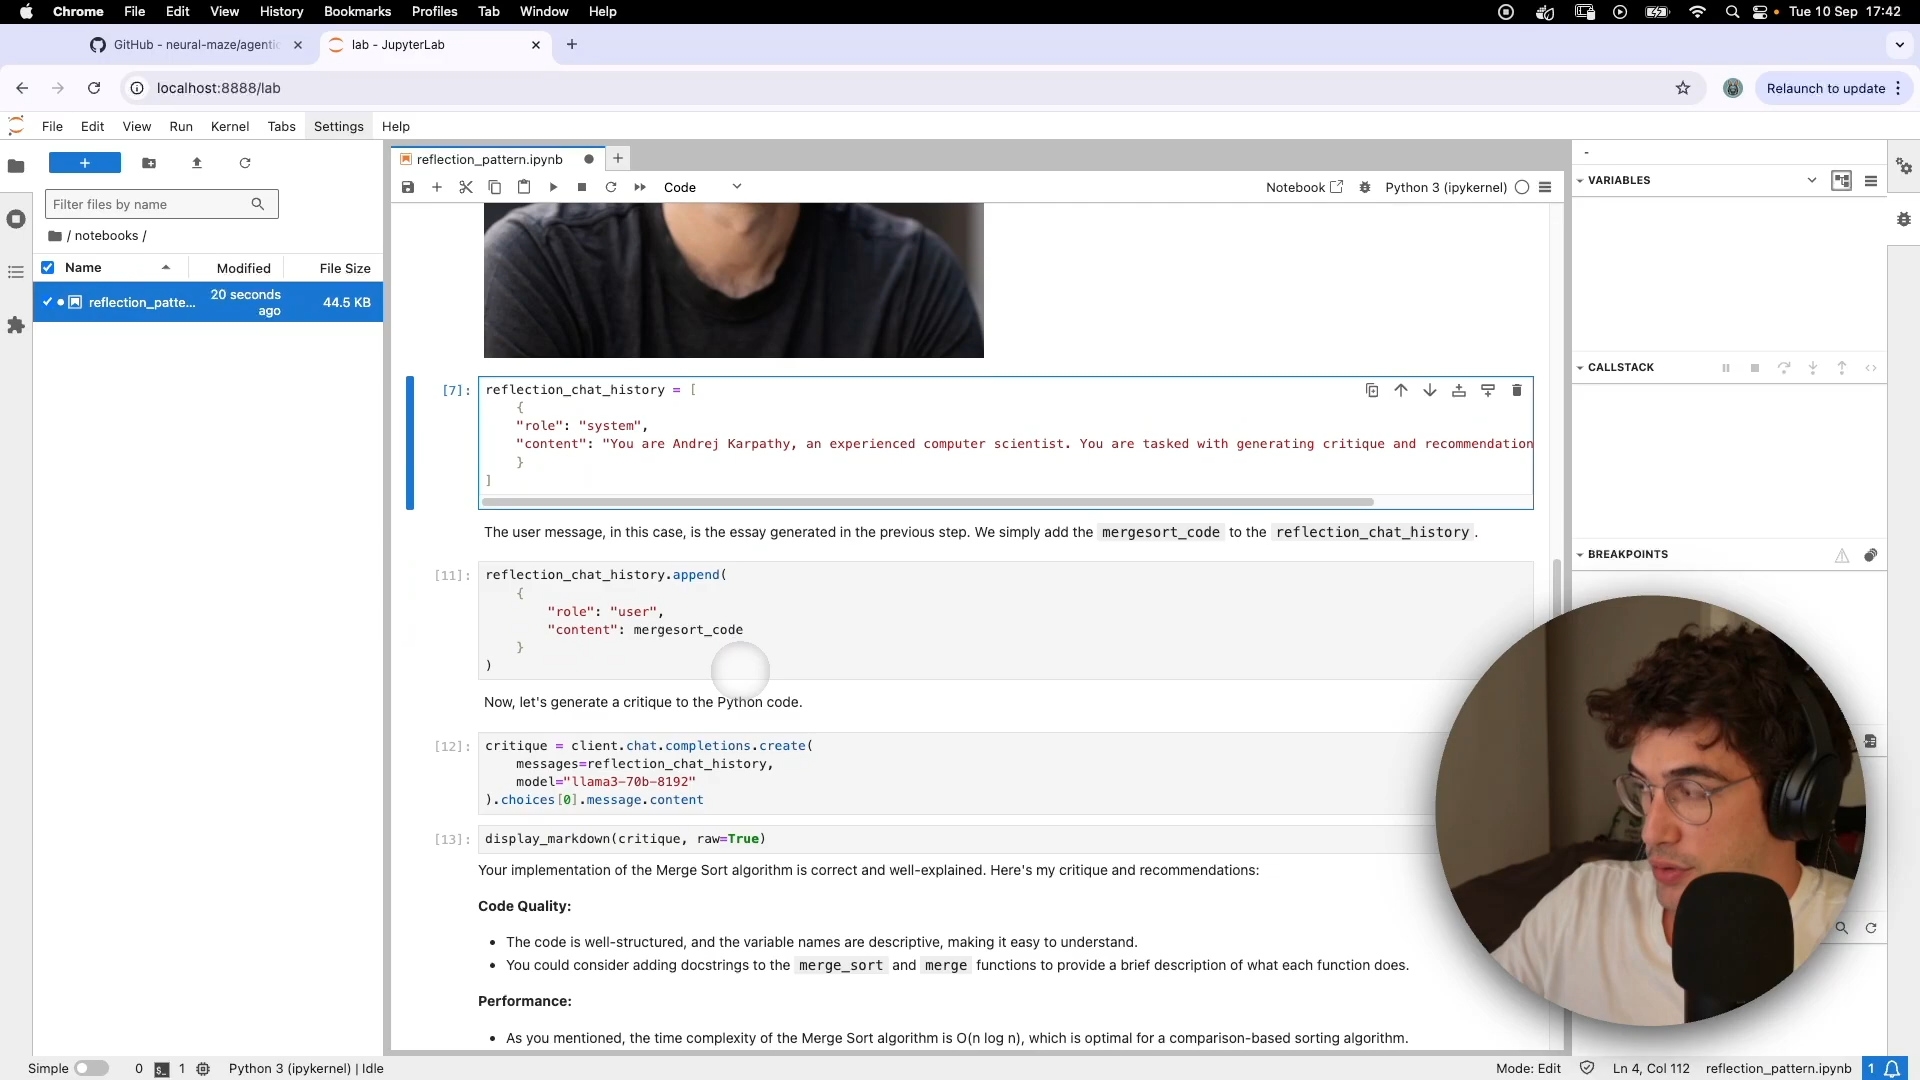 Chrome File Edit View History Bookmarks Profiles Tab Window Help Tue 10 Sep 17:42
GitHub - neural-maze/agentic
lab - JupyterLab
localhost:8888/lab
Relaunch to update
File Edit View Run Kernel Tabs Settings Help
reflection_pattern.ipynb
Filter files by name
/ notebooks /
Name Modified File Size
reflection_patte... 20 seconds ago 44.5 KB
Code
Notebook Python 3 (ipykernel)
[7]: reflection_chat_history = [
{
"role": "system",
"content": "You are Andrej Karpathy, an experienced computer scientist. You are tasked with generating critique and recommendation
}
]
The user message, in this case, is the essay generated in the previous step. We simply add the mergesort_code to the reflection_chat_history.
[11]: reflection_chat_history.append(
{
"role": "user",
"content": mergesort_code
}
)
Now, let's generate a critique to the Python code.
[12]: critique = client.chat.completions.create(
messages=reflection_chat_history,
model="llama3-70b-8192"
).choices[0].message.content
[13]: display_markdown(critique, raw=True)
Your implementation of the Merge Sort algorithm is correct and well-explained. Here's my critique and recommendations:
Code Quality:
• The code is well-structured, and the variable names are descriptive, making it easy to understand.
• You could consider adding docstrings to the merge_sort and merge functions to provide a brief description of what each function does.
Performance:
• As you mentioned, the time complexity of the Merge Sort algorithm is O(n log n), which is optimal for a comparison-based sorting algorithm.
-
VARIABLES
CALLSTACK
BREAKPOINTS
Simple 0 1 Python 3 (ipykernel) | Idle
Mode: Edit Ln 4, Col 112 reflection_pattern.ipynb 1